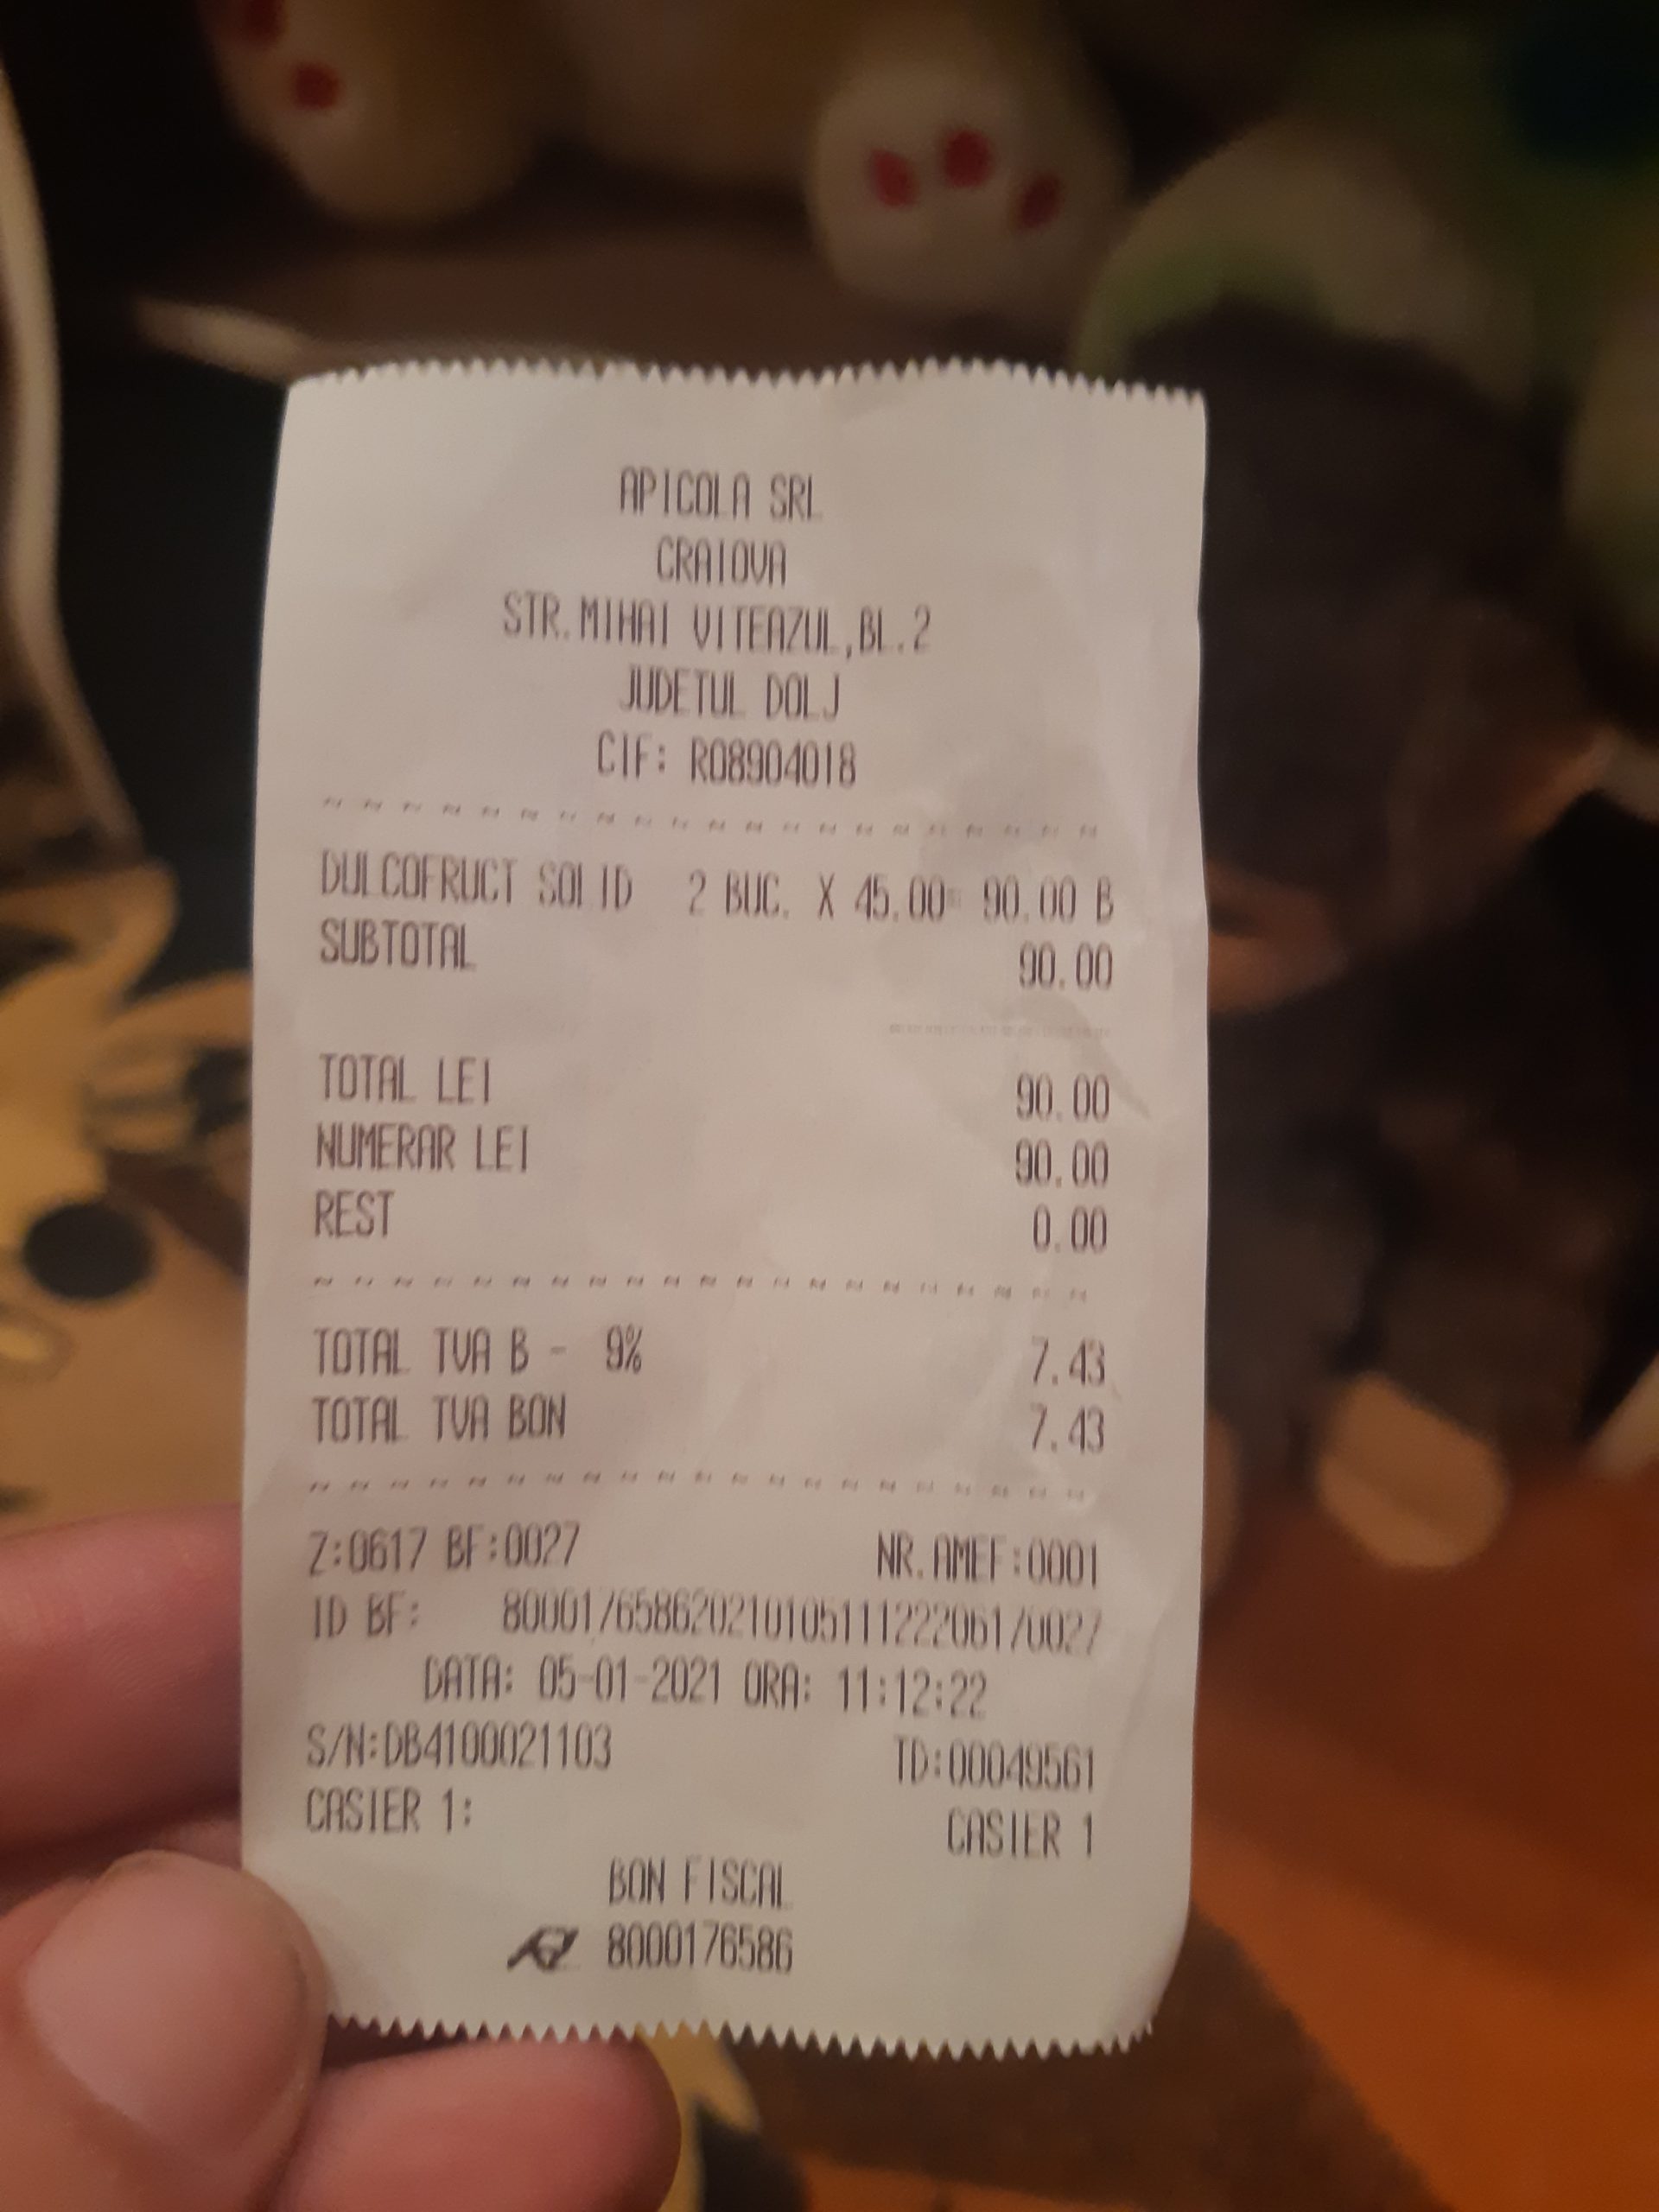 APICOLA SRL
CRAIOVA
STR.MIHAI VITEAZUL,BL.2
JUDETUL DOLJ
CIF: RO8904018
DULCOFRUCT SOLID 2 BUC. X 45.00= 90.00 B
SUBTOTAL 90.00
TOTAL LEI 90.00
NUMERAR LEI 90.00
REST 0.00
TOTAL TVA B - 9% 7.43
TOTAL TVA BON 7.43
Z:0617 BF:0027 NR.AMEF:0001
ID BF: 80001765862021010511122206170027
DATA: 05-01-2021 ORA: 11:12:22
S/N:DB4100021103 TD:00049561
CASIER 1: CASIER 1
BON FISCAL
8000176586